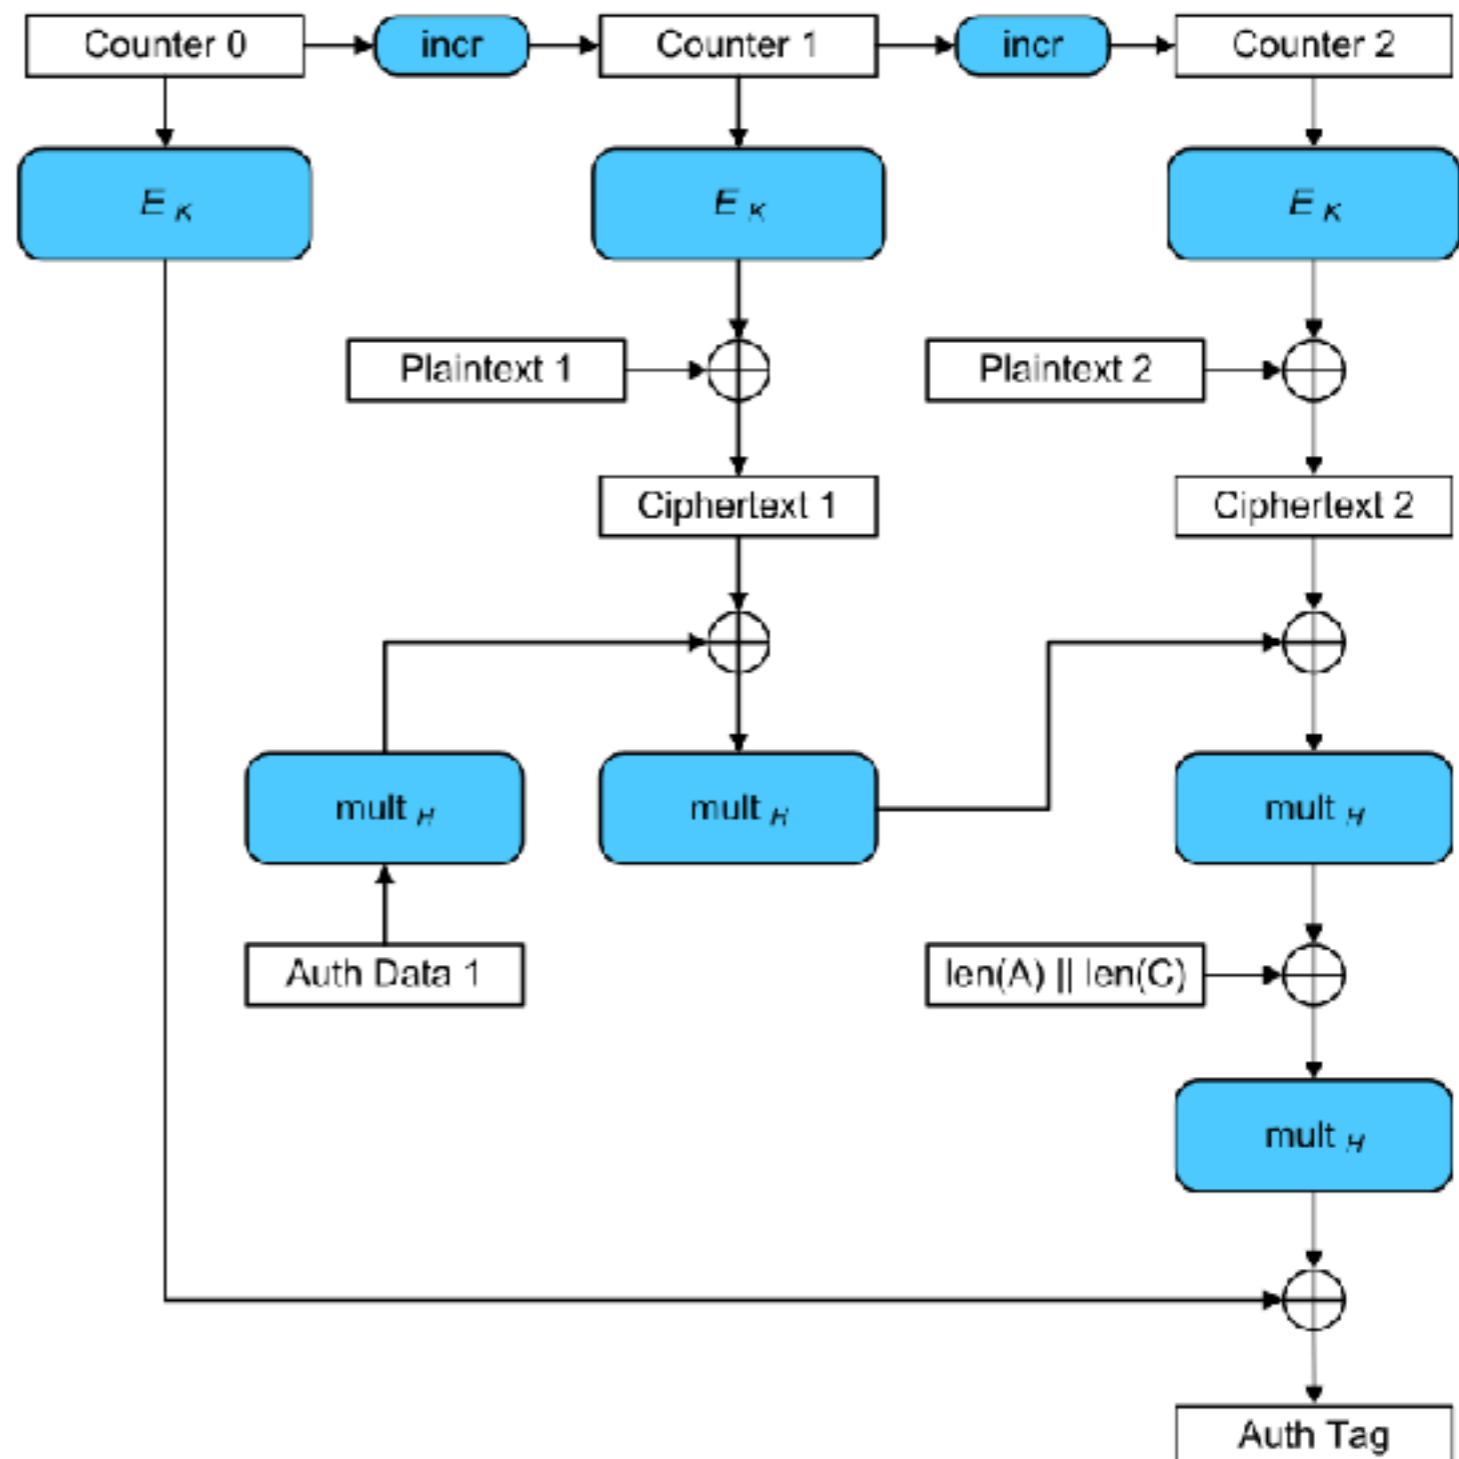 Counter 0
incr
Counter 1
incr
Counter 2
E K
E K
E K
Plaintext 1
Plaintext 2
Ciphertext 1
Ciphertext 2
mult H
mult H
mult H
Auth Data 1
len(A) || len(C)
mult H
Auth Tag